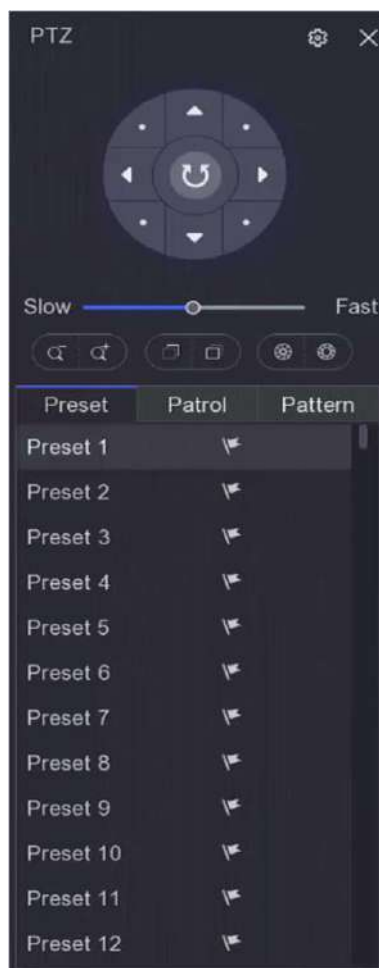 PTZ
Slow Fast
Preset Patrol Pattern
Preset 1
Preset 2
Preset 3
Preset 4
Preset 5
Preset 6
Preset 7
Preset 8
Preset 9
Preset 10
Preset 11
Preset 12